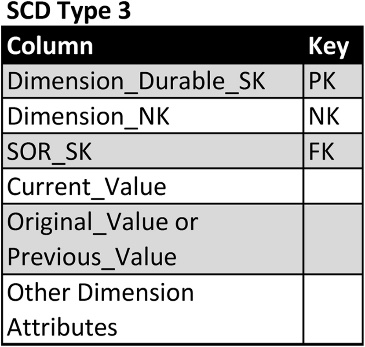 SCD Type 3
Column Key
Dimension_Durable_SK PK
Dimension_NK NK
SOR_SK FK
Current_Value
Original_Value or
Previous_Value
Other Dimension
Attributes